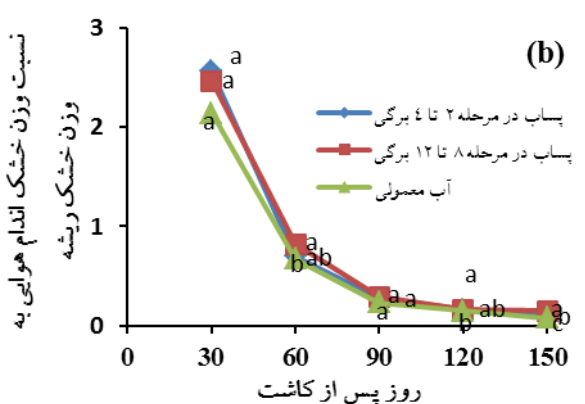 (b)
نسبت وزن خشک اندام هوایی به
وزن خشک ریشه
3
2
1
0
پساب در مرحله ۲ تا ٤ برگی
پساب در مرحله ۸ تا ۱۲ برگی
آب معمولی
a
a
a
a
ab
b
a
a
a
a
ab
b
a
b
c
0
30
60
90
120
150
روز پس از کاشت